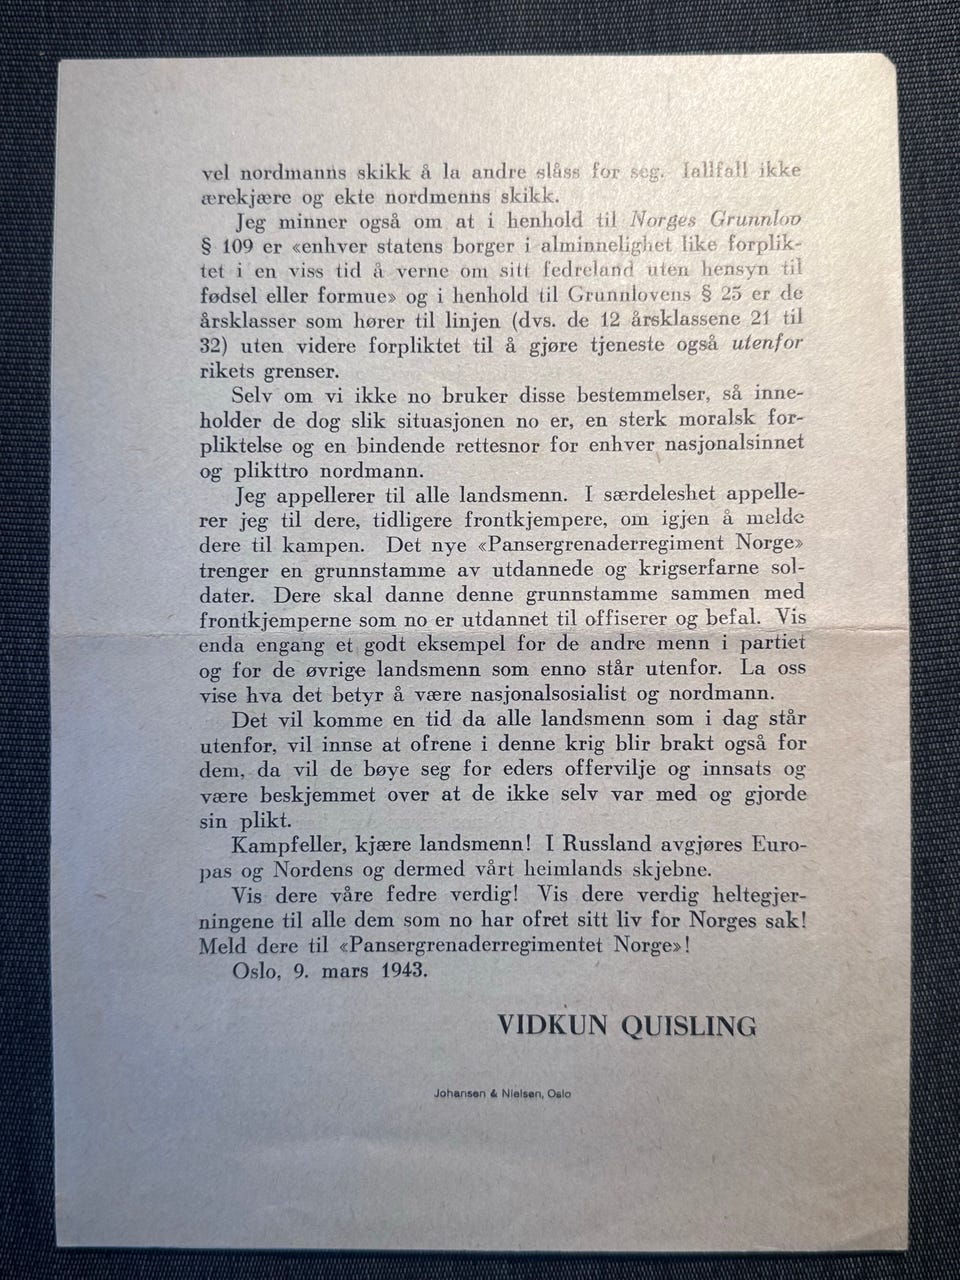 vel nordmanns skikk å la andre slåss for seg. Iallfall ikke
ærekjære og ekte nordmenns skikk.
Jeg minner også om at i henhold til Norges Grunnlov
§ 109 er «enhver statens borger i alminnelighet like forplik-
tet i en viss tid å verne om sitt fedreland uten hensyn til
fødsel eller formue» og i henhold til Grunnlovens § 25 er de
årsklasser som hører til linjen (dvs. de 12 årsklassene 21 til
32) uten videre forpliktet til å gjøre tjeneste også utenfor
rikets grenser.
Selv om vi ikke no bruker disse bestemmelser, så inne-
holder de dog slik situasjonen no er, en sterk moralsk for-
pliktelse og en bindende rettesnor for enhver nasjonalsinnet
og plikttro nordmann.
Jeg appellerer til alle landsmenn. I særdeleshet appelle-
rer jeg til dere, tidligere frontkjempere, om igjen å melde
dere til kampen. Det nye «Pansergrenaderregiment Norge»
trenger en grunnstamme av utdannede og krigserfarne sol-
dater. Dere skal danne denne grunnstamme sammen med
frontkjemperne som no er utdannet til offiserer og befal. Vis
enda engang et godt eksempel for de andre menn i partiet
og for de øvrige landsmenn som enno står utenfor. La oss
vise hva det betyr å være nasjonalsosialist og nordmann.
Det vil komme en tid da alle landsmenn som i dag står
utenfor, vil innse at ofrene i denne krig blir brakt også for
dem, da vil de bøye seg for eders offervilje og innsats og
være beskjemmet over at de ikke selv var med og gjorde
sin plikt.
Kampfeller, kjære landsmenn! I Russland avgjøres Euro-
pas og Nordens og dermed vårt heimlands skjebne.
Vis dere våre fedre verdig! Vis dere verdig heltegjer-
ningene til alle dem som no har ofret sitt liv for Norges sak!
Meld dere til «Pansergrenaderregimentet Norge»!
Oslo, 9. mars 1943.
VIDKUN QUISLING
Johansen & Nielsen, Oslo